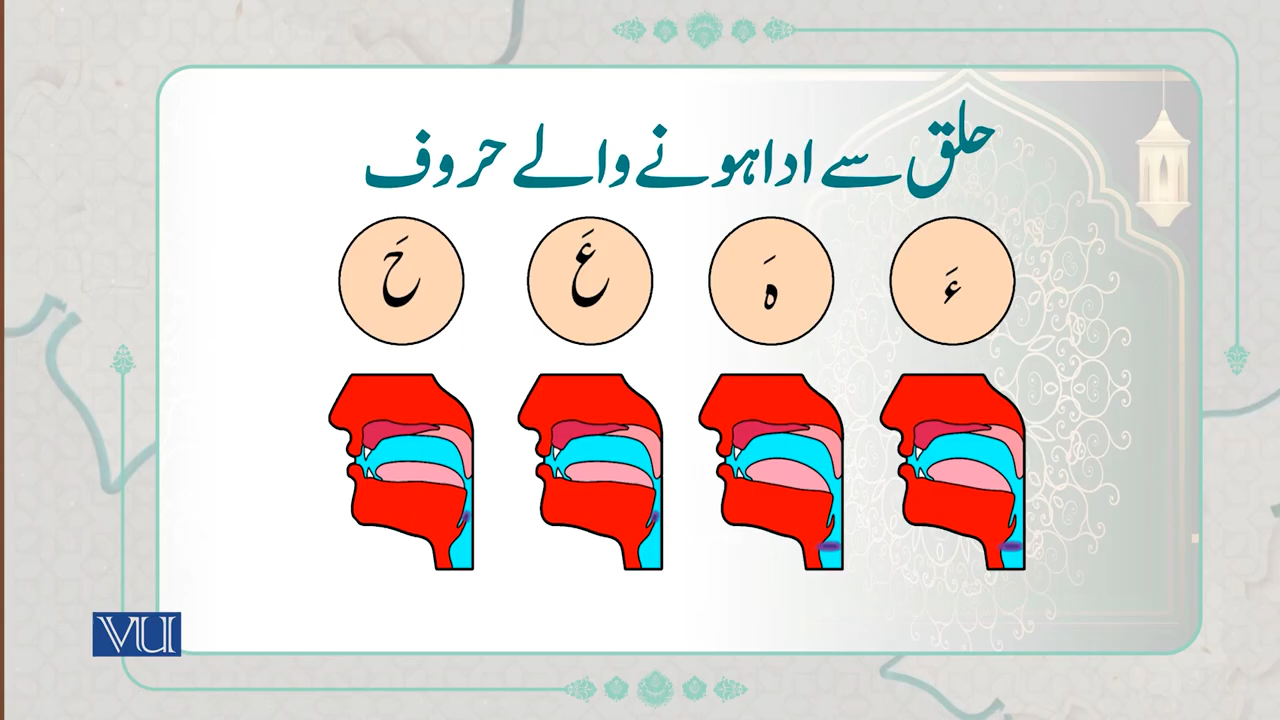 حلق سے ادا ہونے والے حروف
ءَ ہَ عَ حَ
VU